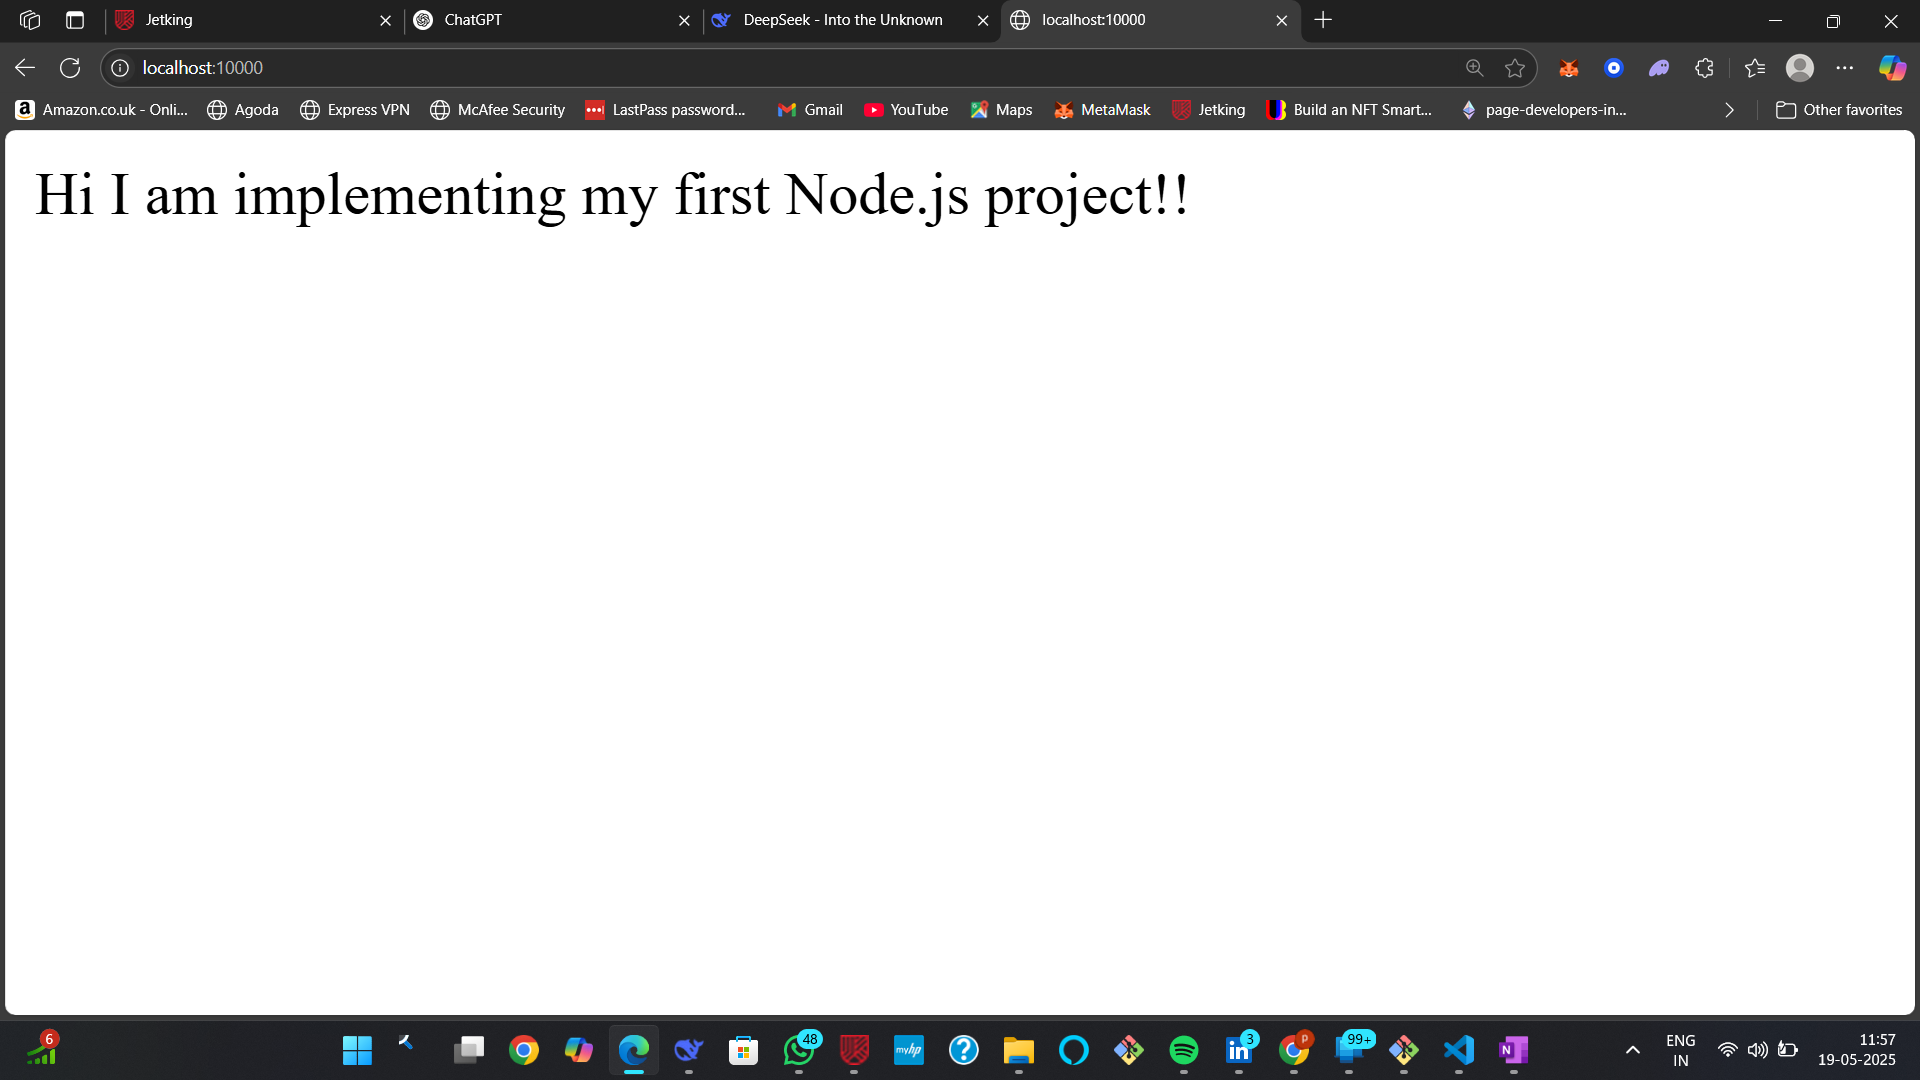 Jetking
ChatGPT
DeepSeek - Into the Unknown
localhost:10000
localhost:10000
Amazon.co.uk - Onli...
Agoda
Express VPN
McAfee Security
LastPass password...
Gmail
YouTube
Maps
MetaMask
Jetking
Build an NFT Smart...
page-developers-in...
Other favorites
Hi I am implementing my first Node.js project!!
6
48
myhp
3
P
99+
N
ENG
IN
11:57
19-05-2025